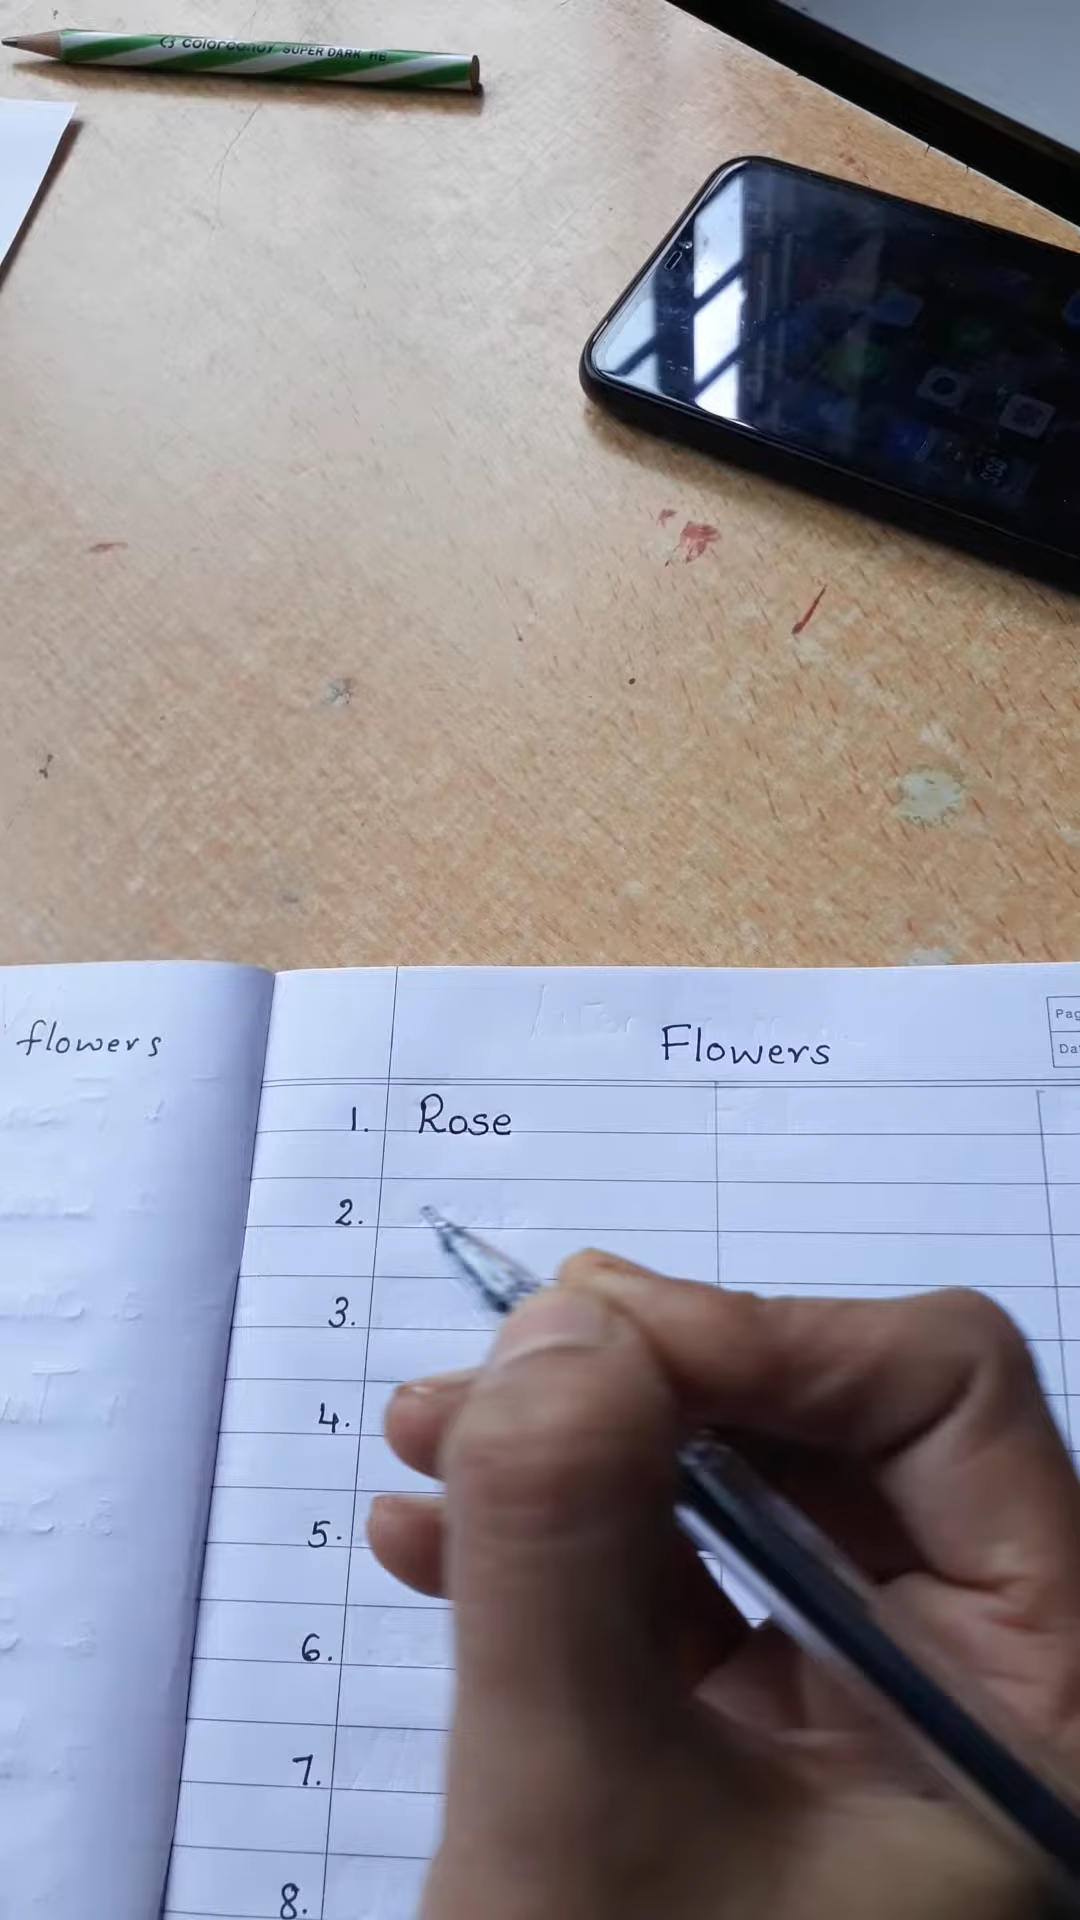 colorcandy SUPER DARK HB
flowers
Flowers
1. Rose
2.
3.
4.
5.
6.
7.
8.